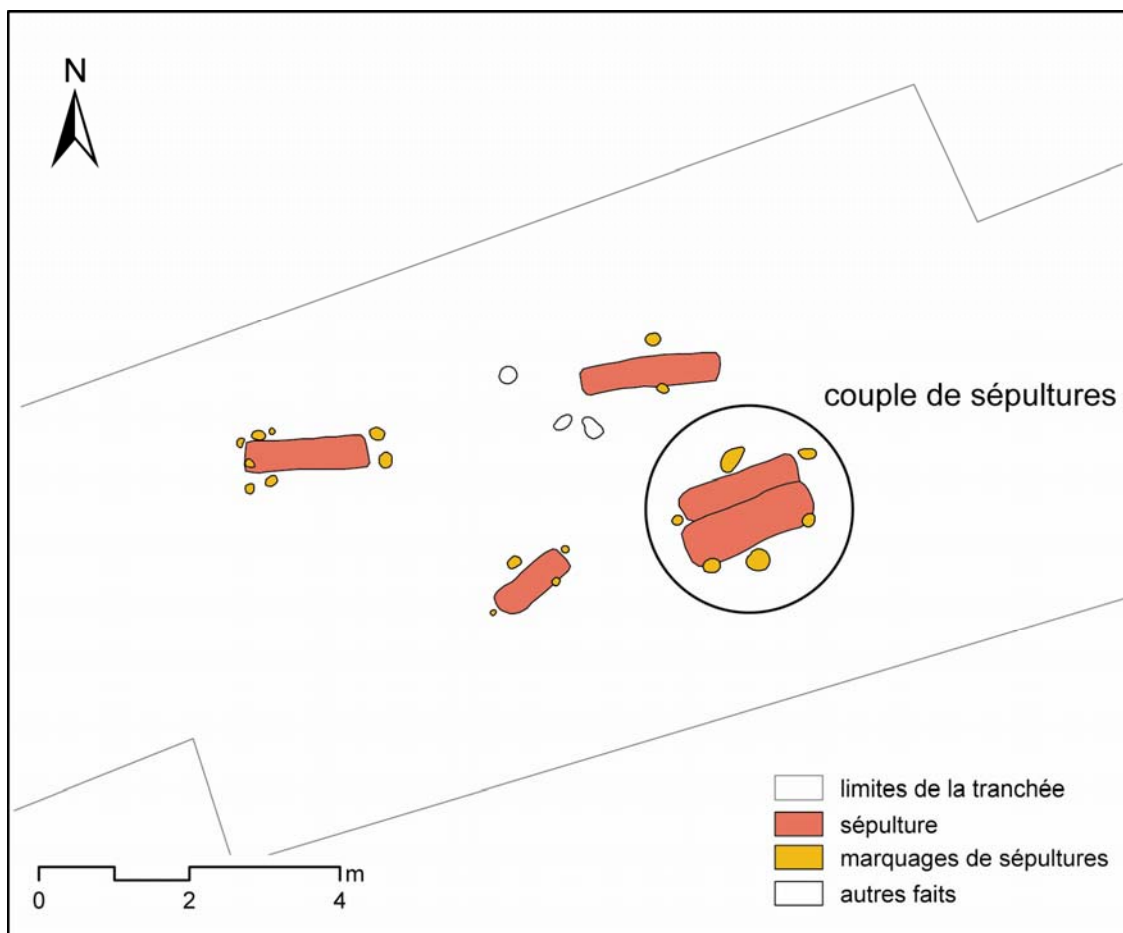 N
couple de sépultures
limites de la tranchée
sépulture
marquages de sépultures
autres faits
m
0 2 4